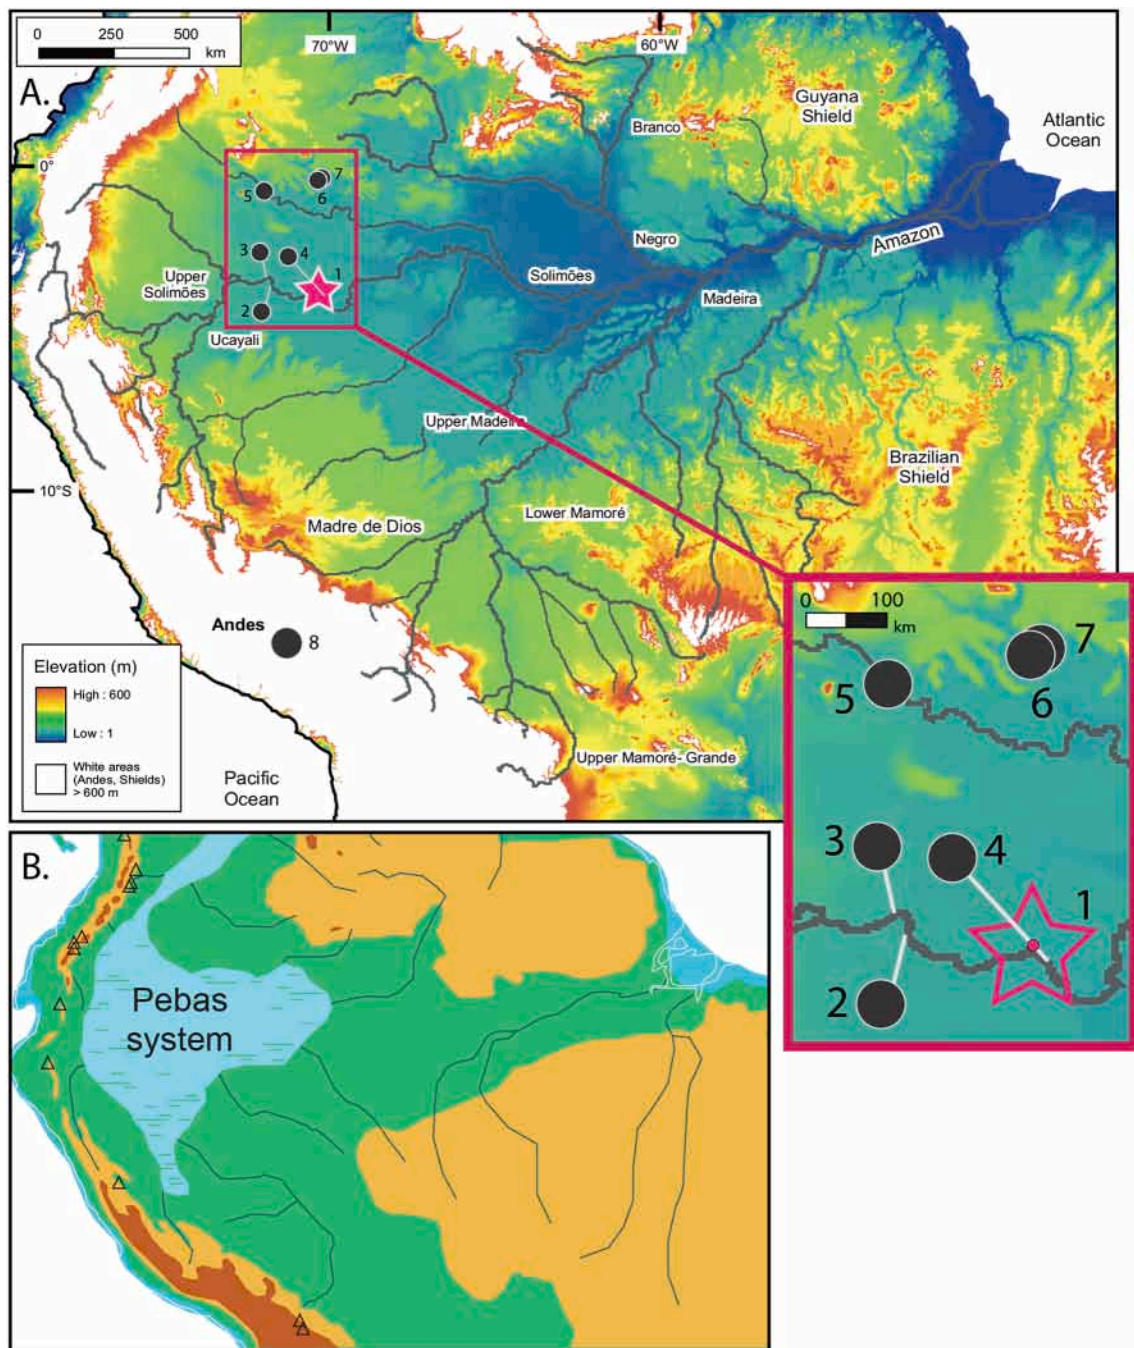 0 250 500
km
70°W
60°W
A.
Guyana
Shield
Atlantic
Ocean
Branco
0°
7
5
6
3
4
Negro
Amazon
1
Solimões
Upper
Solimões
Madeira
2
Ucayali
Upper Madeira
Brazilian
Shield
10°S
Lower Mamoré
Madre de Dios
Andes
8
Elevation (m)
High : 600
Low : 1
White areas
(Andes, Shields)
> 600 m
Pacific
Ocean
Upper Mamoré- Grande
0 100
km
7
5
6
3
4
1
2
B.
Pebas
system